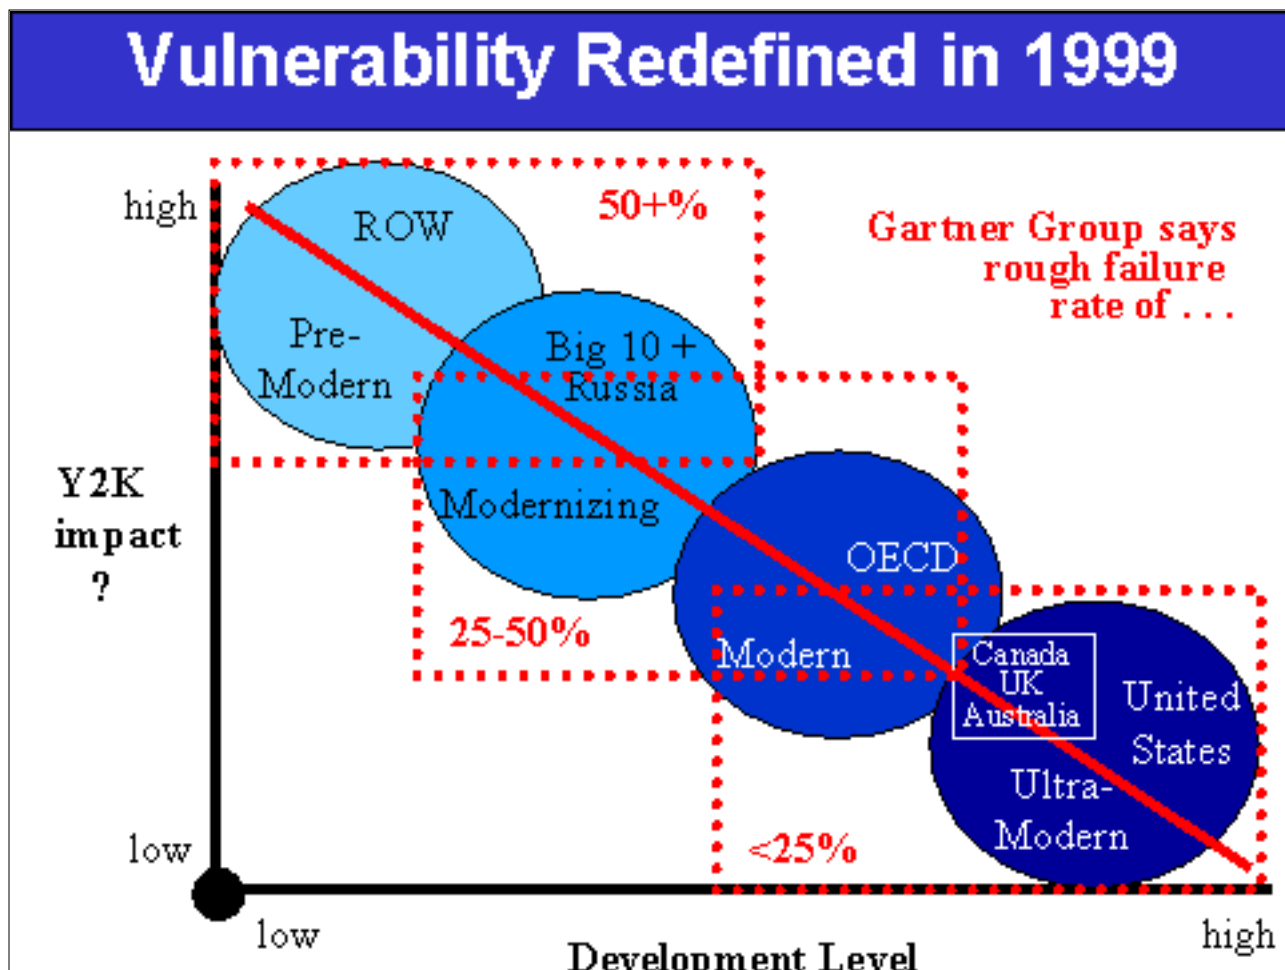 Vulnerability Redefined in 1999
high
ROW
50+%
Gartner Group says
rough failure
rate of . . .
Pre-
Modern
Big 10 +
Russia
Y2K
impact
?
Modernizing
OECD
25-50%
Modern
Canada
UK
Australia
United
States
Ultra-
Modern
low
<25%
low
high
Development Level